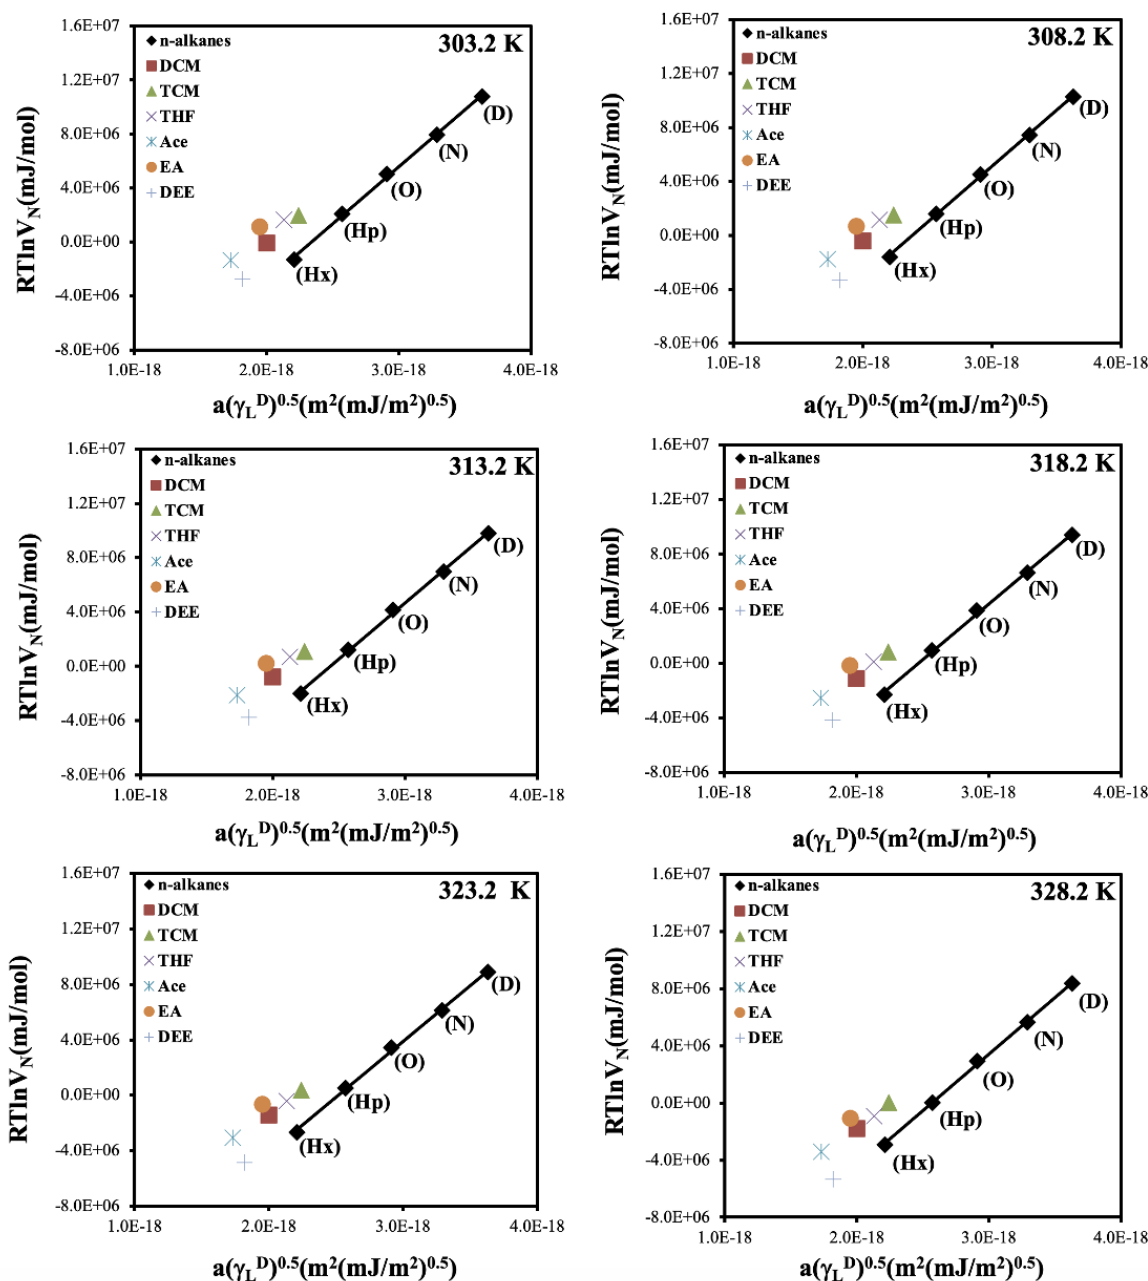 1.6E+07
1.2E+07
8.0E+06
4.0E+06
0.0E+00
-4.0E+06
-8.0E+06
RTlnV_N(mJ/mol)
n-alkanes
DCM
TCM
THF
Ace
EA
DEE
303.2 K
(D)
(N)
(O)
(Hp)
(Hx)
1.0E-18 2.0E-18 3.0E-18 4.0E-18
a(γ_L^D)^0.5(m²(mJ/m²)^0.5)
1.6E+07
1.2E+07
8.0E+06
4.0E+06
0.0E+00
-4.0E+06
-8.0E+06
RTlnV_N(mJ/mol)
n-alkanes
DCM
TCM
THF
Ace
EA
DEE
308.2 K
(D)
(N)
(O)
(Hp)
(Hx)
1.0E-18 2.0E-18 3.0E-18 4.0E-18
a(γ_L^D)^0.5(m²(mJ/m²)^0.5)
1.6E+07
1.2E+07
8.0E+06
4.0E+06
0.0E+00
-4.0E+06
-8.0E+06
RTlnV_N(mJ/mol)
n-alkanes
DCM
TCM
THF
Ace
EA
DEE
313.2 K
(D)
(N)
(O)
(Hp)
(Hx)
1.0E-18 2.0E-18 3.0E-18 4.0E-18
a(γ_L^D)^0.5(m²(mJ/m²)^0.5)
1.6E+07
1.2E+07
8.0E+06
4.0E+06
0.0E+00
-4.0E+06
-8.0E+06
RTlnV_N(mJ/mol)
n-alkanes
DCM
TCM
THF
Ace
EA
DEE
318.2 K
(D)
(N)
(O)
(Hp)
(Hx)
1.0E-18 2.0E-18 3.0E-18 4.0E-18
a(γ_L^D)^0.5(m²(mJ/m²)^0.5)
1.6E+07
1.2E+07
8.0E+06
4.0E+06
0.0E+00
-4.0E+06
-8.0E+06
RTlnV_N(mJ/mol)
n-alkanes
DCM
TCM
THF
Ace
EA
DEE
323.2 K
(D)
(N)
(O)
(Hp)
(Hx)
1.0E-18 2.0E-18 3.0E-18 4.0E-18
a(γ_L^D)^0.5(m²(mJ/m²)^0.5)
1.6E+07
1.2E+07
8.0E+06
4.0E+06
0.0E+00
-4.0E+06
-8.0E+06
RTlnV_N(mJ/mol)
n-alkanes
DCM
TCM
THF
Ace
EA
DEE
328.2 K
(D)
(N)
(O)
(Hp)
(Hx)
1.0E-18 2.0E-18 3.0E-18 4.0E-18
a(γ_L^D)^0.5(m²(mJ/m²)^0.5)